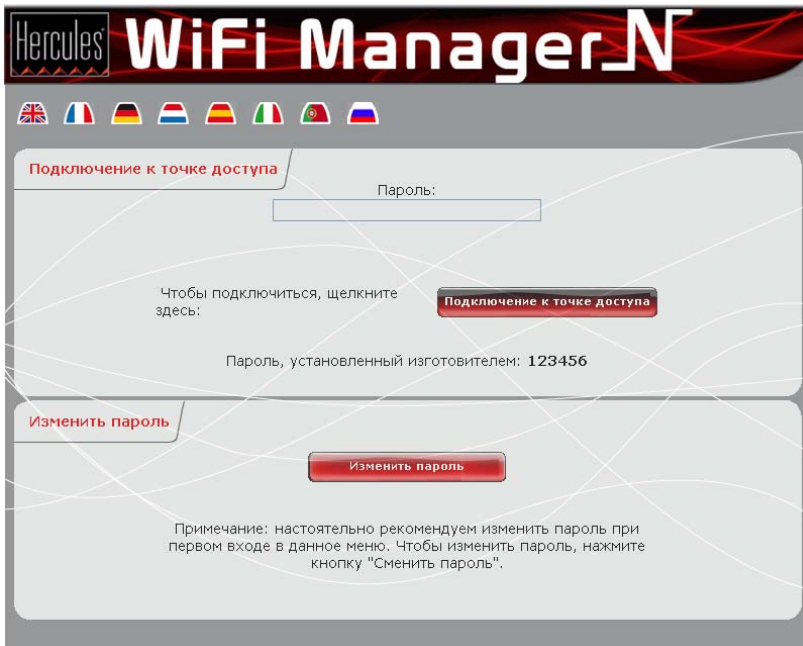 Hercules WiFi Manager_N
Подключение к точке доступа
Пароль:
Чтобы подключиться, щелкните
здесь:
Подключение к точке доступа
Пароль, установленный изготовителем: 123456
Изменить пароль
Изменить пароль
Примечание: настоятельно рекомендуем изменить пароль при
первом входе в данное меню. Чтобы изменить пароль, нажмите
кнопку "Сменить пароль".